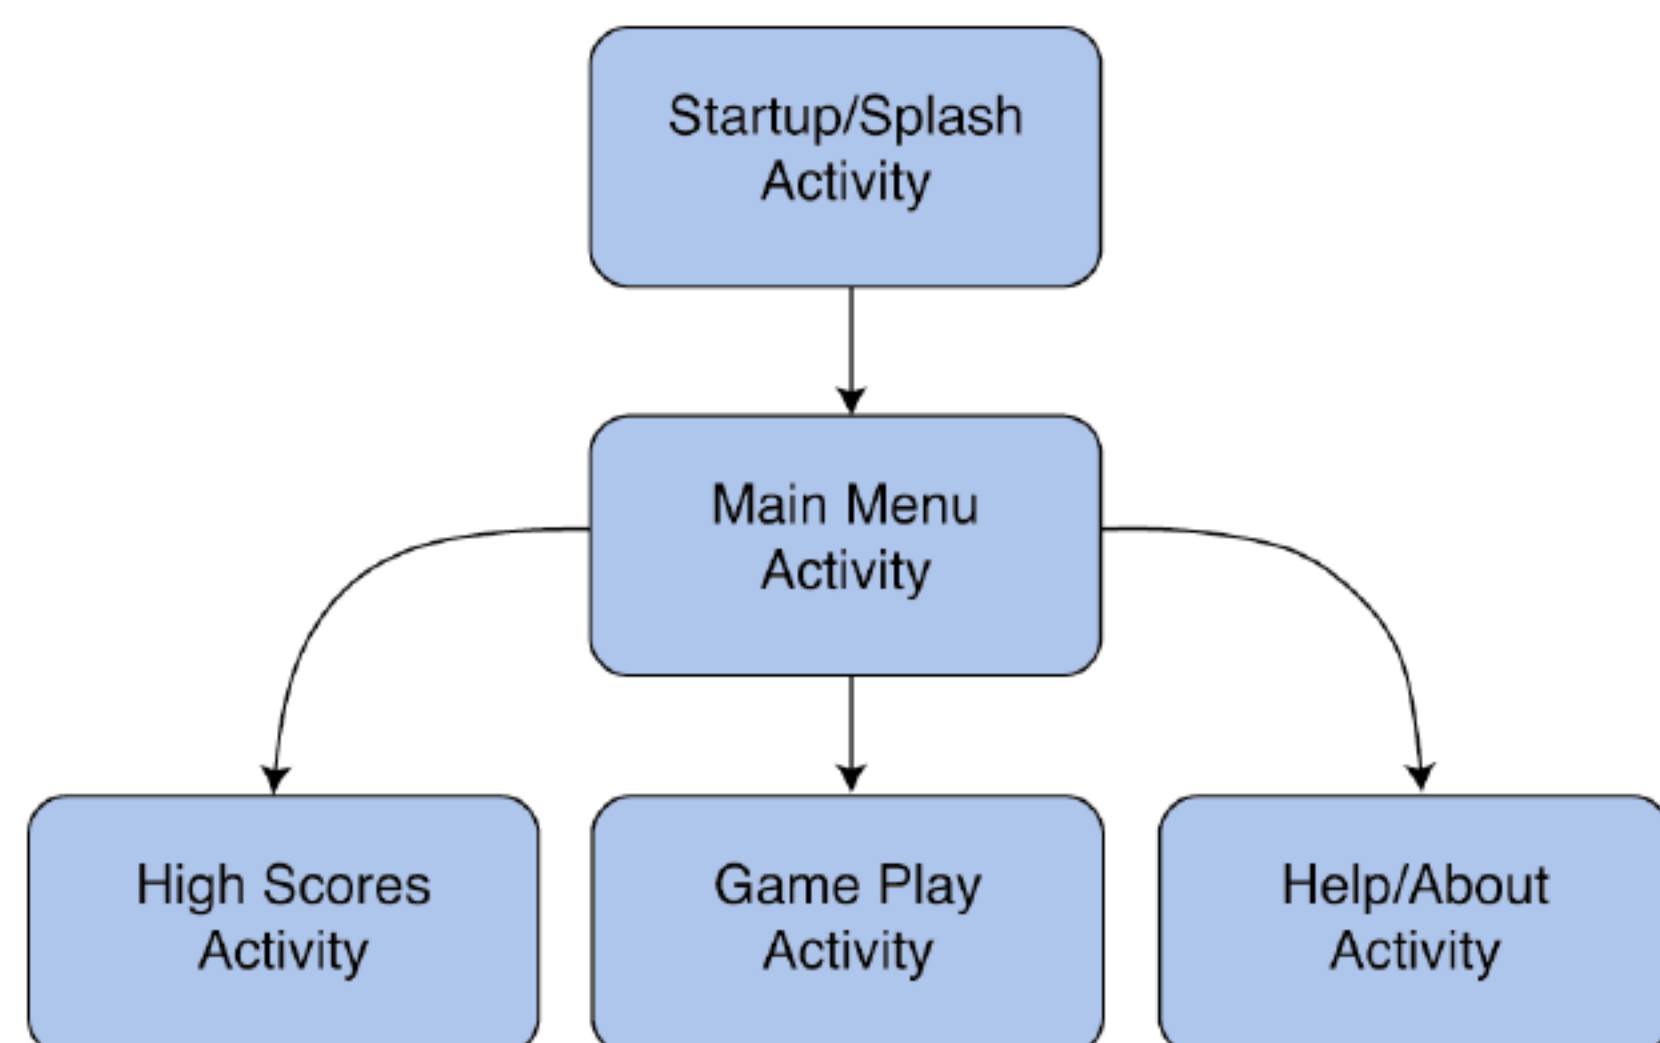 Startup/Splash
Activity
Main Menu
Activity
High Scores
Activity
Game Play
Activity
Help/About
Activity